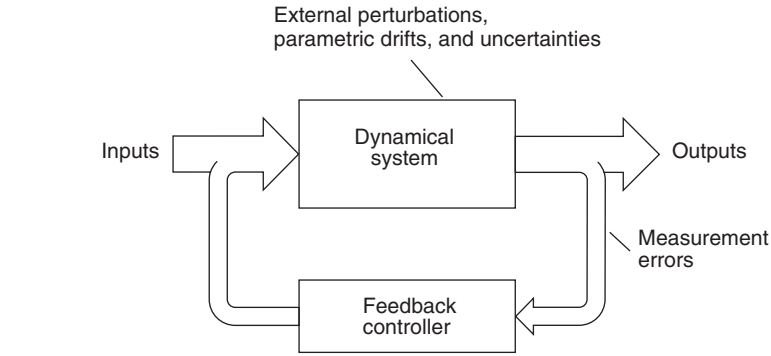 External perturbations,
parametric drifts, and uncertainties
Inputs
Dynamical
system
Outputs
Measurement
errors
Feedback
controller